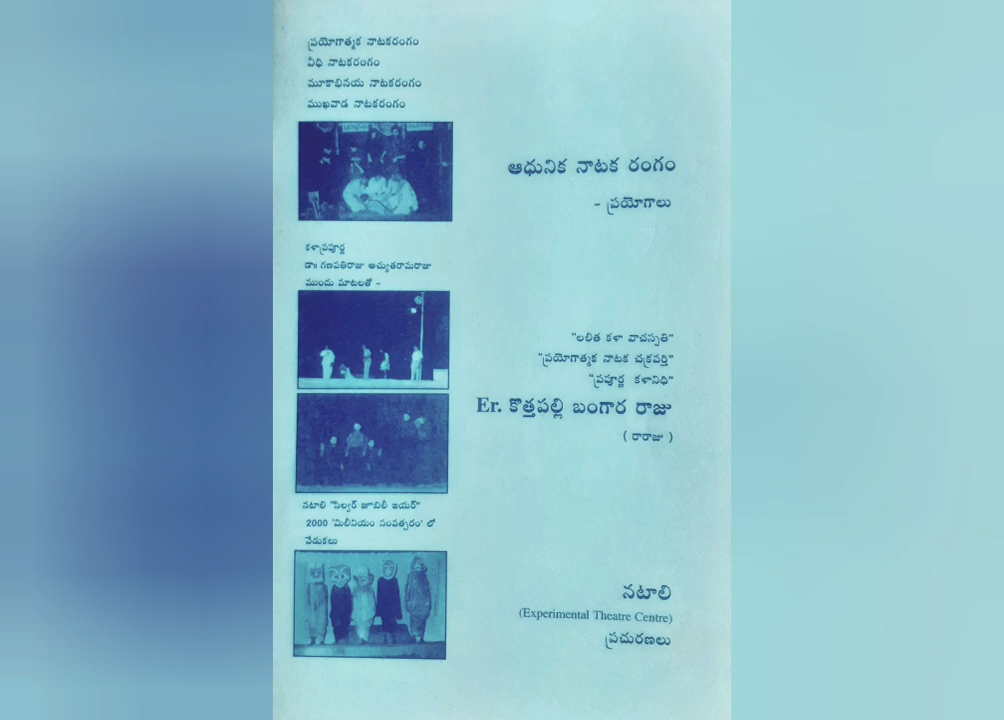 ప్రయోగాత్మక నాటకరంగం
వీధి నాటకరంగం
మూకాభినయ నాటకరంగం
ముఖవాడ నాటకరంగం
ఆధునిక నాటక రంగం
- ప్రయోగాలు
కళాప్రపూర్ణ
డా॥ గణపతిరాజు అచ్యుతరామరాజు
ముందు మాటలతో -
"లలిత కళా వాచస్పతి"
"ప్రయోగాత్మక నాటక చక్రవర్తి"
"ప్రపూర్ణ కళానిధి"
Er. కొత్తపల్లి బంగార రాజు
( రారాజు )
నటాలి "సిల్వర్ జూబిలీ ఇయర్"
2000 'మిలీనియం సంవత్సరం' లో
వేడుకలు
నటాలి
(Experimental Theatre Centre)
ప్రచురణలు